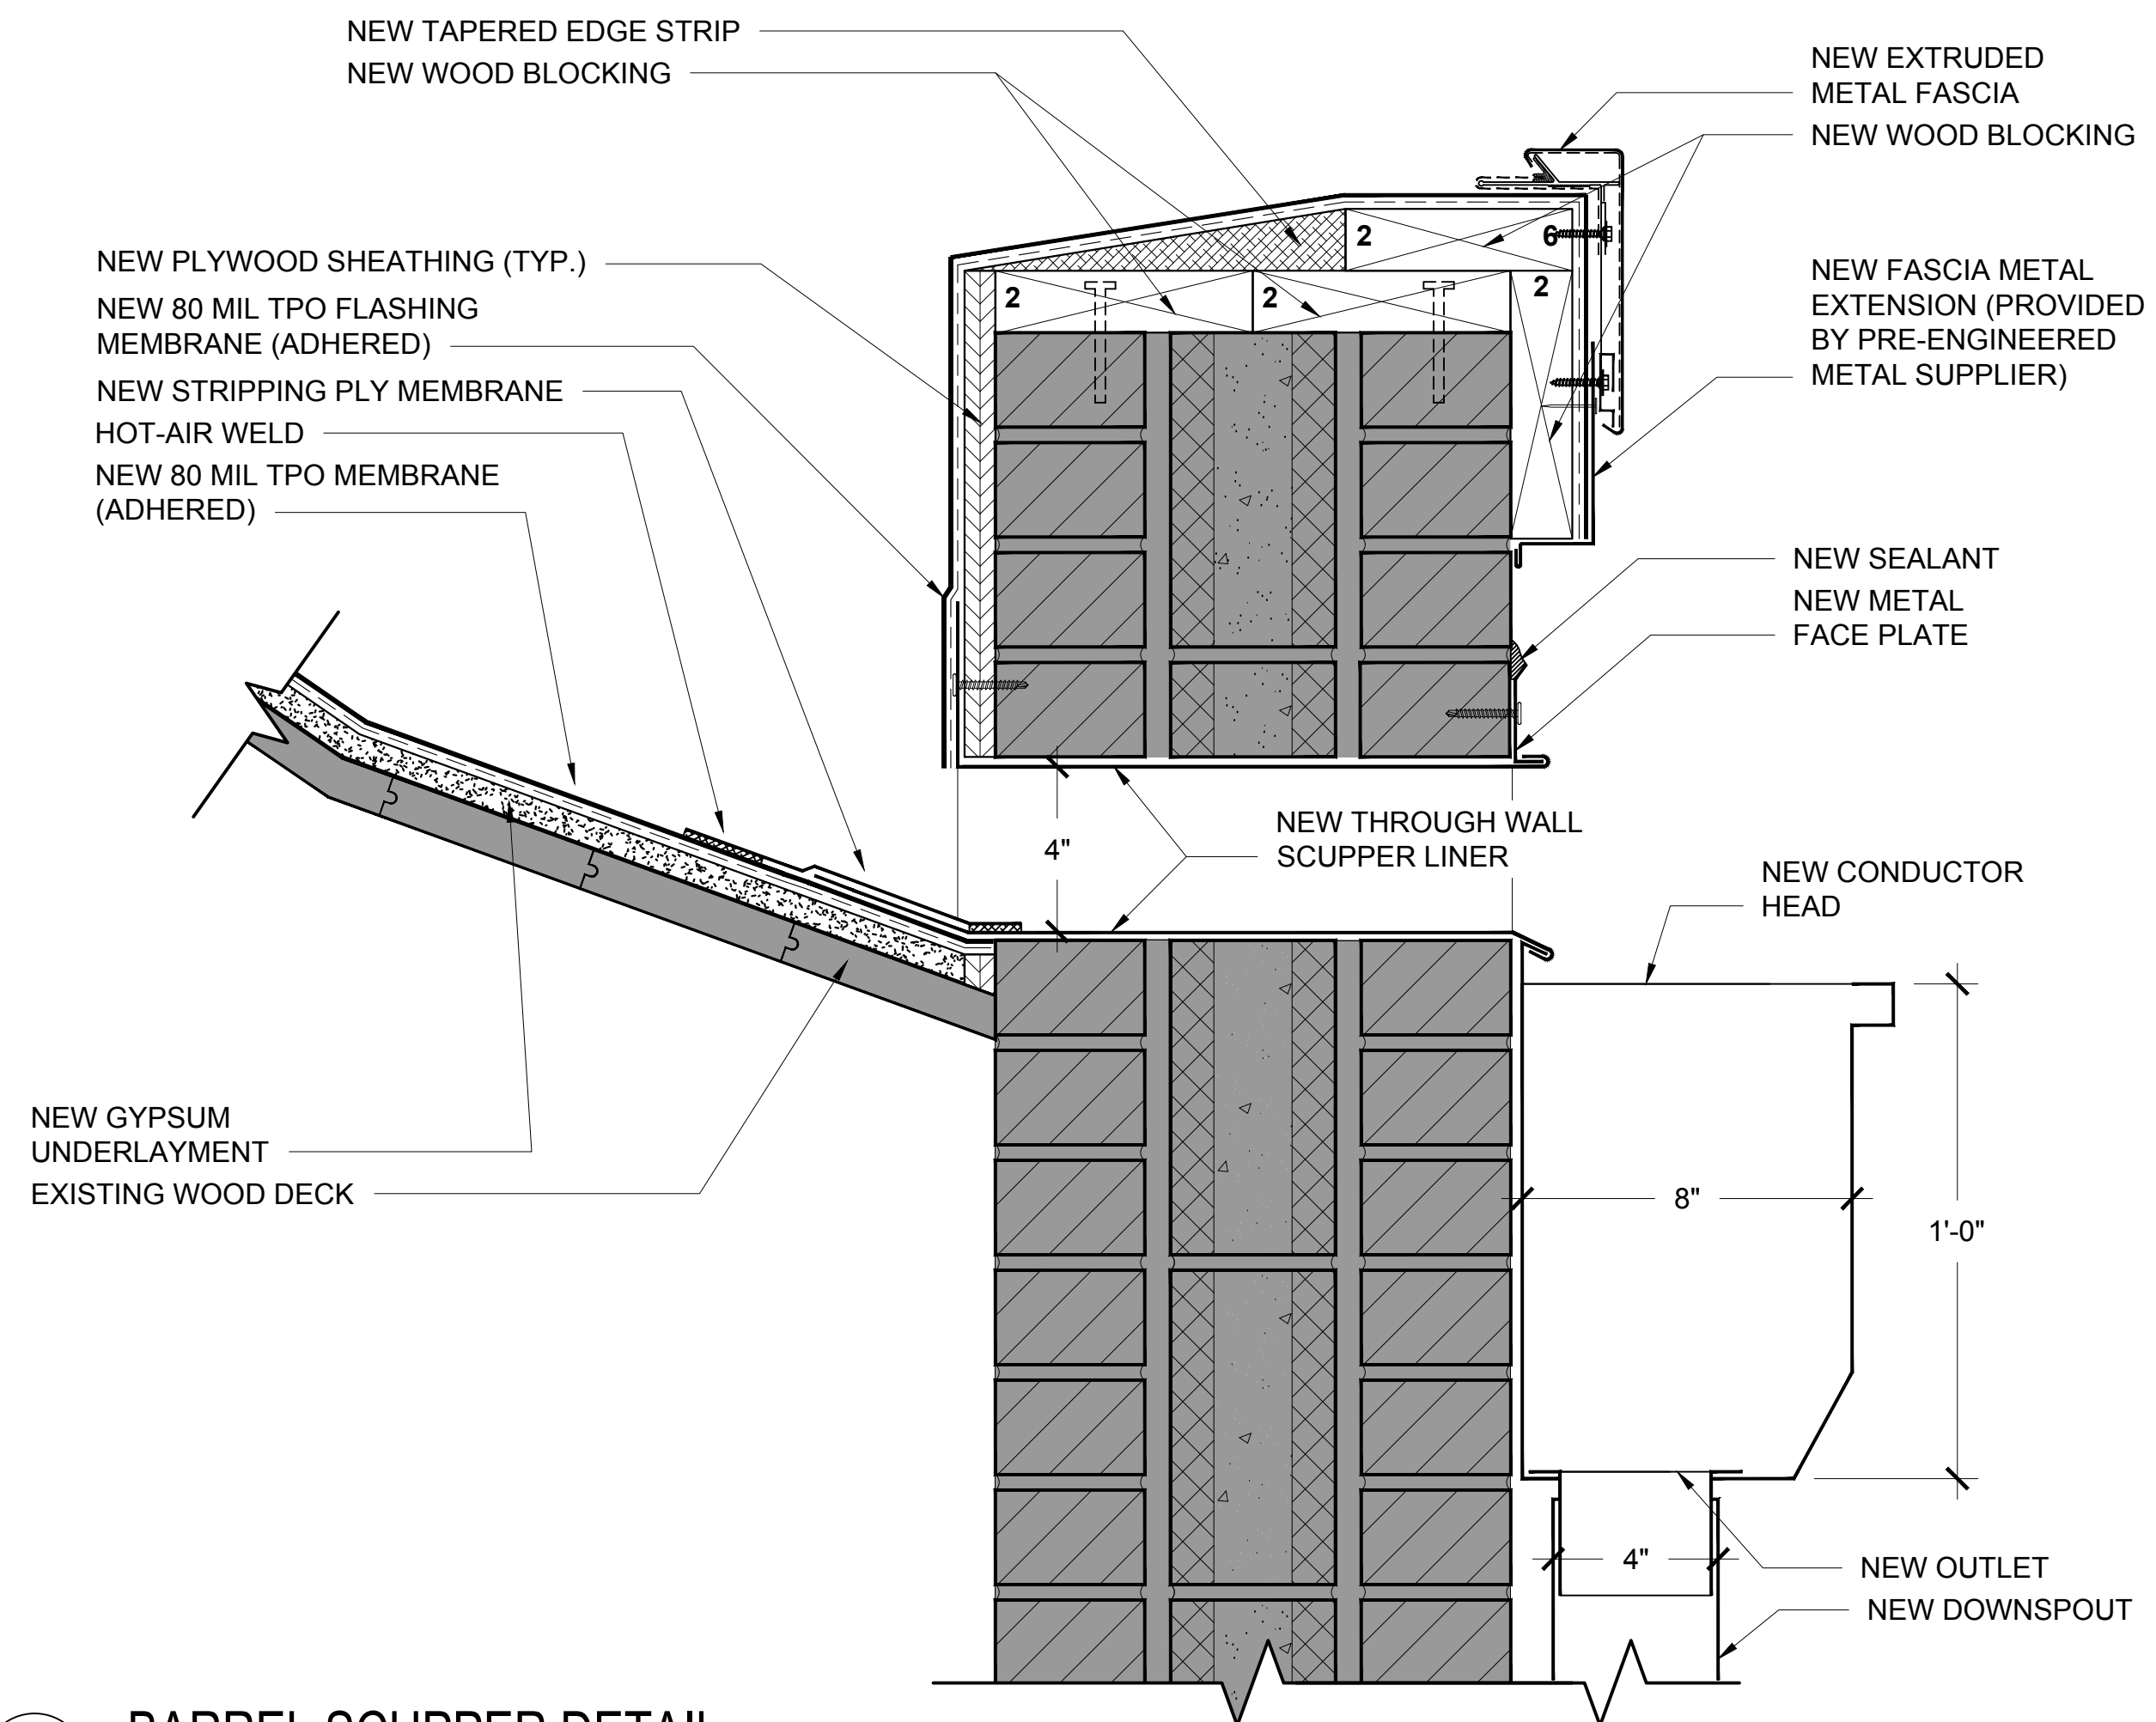 NEW TAPERED EDGE STRIP
NEW WOOD BLOCKING
NEW EXTRUDED
METAL FASCIA
NEW WOOD BLOCKING
NEW PLYWOOD SHEATHING (TYP.)
NEW 80 MIL TPO FLASHING
MEMBRANE (ADHERED)
NEW STRIPPING PLY MEMBRANE
HOT-AIR WELD
NEW 80 MIL TPO MEMBRANE
(ADHERED)
2
6
2
2
2
NEW FASCIA METAL
EXTENSION (PROVIDED
BY PRE-ENGINEERED
METAL SUPPLIER)
NEW SEALANT
NEW METAL
FACE PLATE
4"
NEW THROUGH WALL
SCUPPER LINER
NEW CONDUCTOR
HEAD
NEW GYPSUM
UNDERLAYMENT
EXISTING WOOD DECK
8"
1'-0"
4"
NEW OUTLET
NEW DOWNSPOUT
BARREL SCUPPER DETAIL